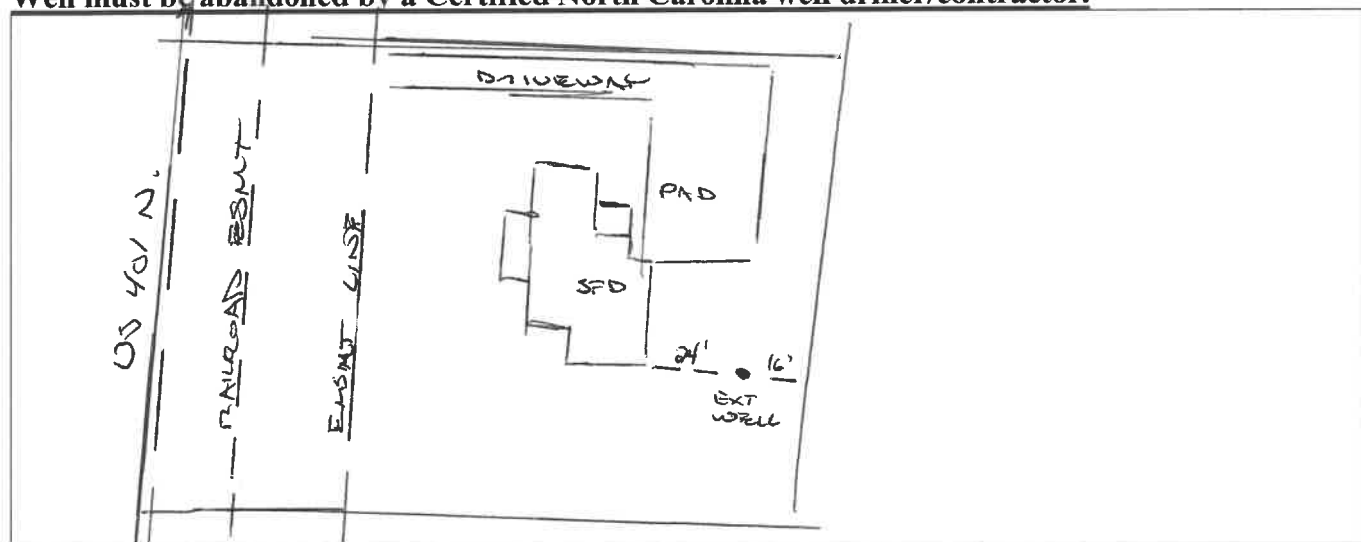 Well must be abandoned by a Certified North Carolina well driller/contractor.
DRIVEWAY
PAD
US 401 N.
RAILROAD ESMT
EASMT LINE
SFD
24'
16'
EXT
WELL